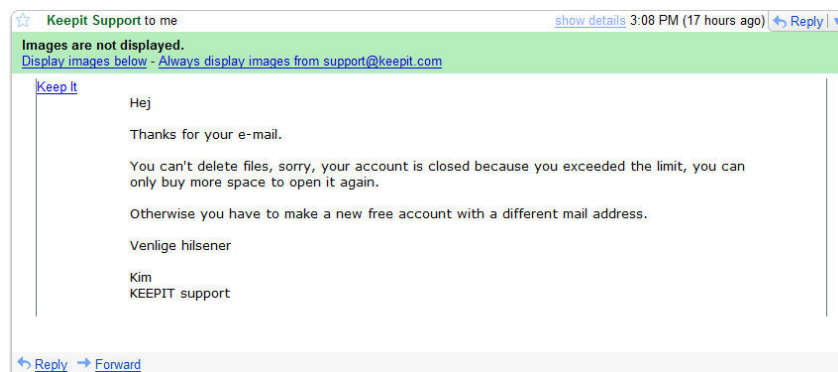 Keepit Support to me show details 3:08 PM (17 hours ago) Reply
Images are not displayed.
Display images below - Always display images from support@keepit.com
Keep It
Hej
Thanks for your e-mail.
You can't delete files, sorry, your account is closed because you exceeded the limit, you can
only buy more space to open it again.
Otherwise you have to make a new free account with a different mail address.
Venlige hilsener
Kim
KEEPIT support
Reply Forward